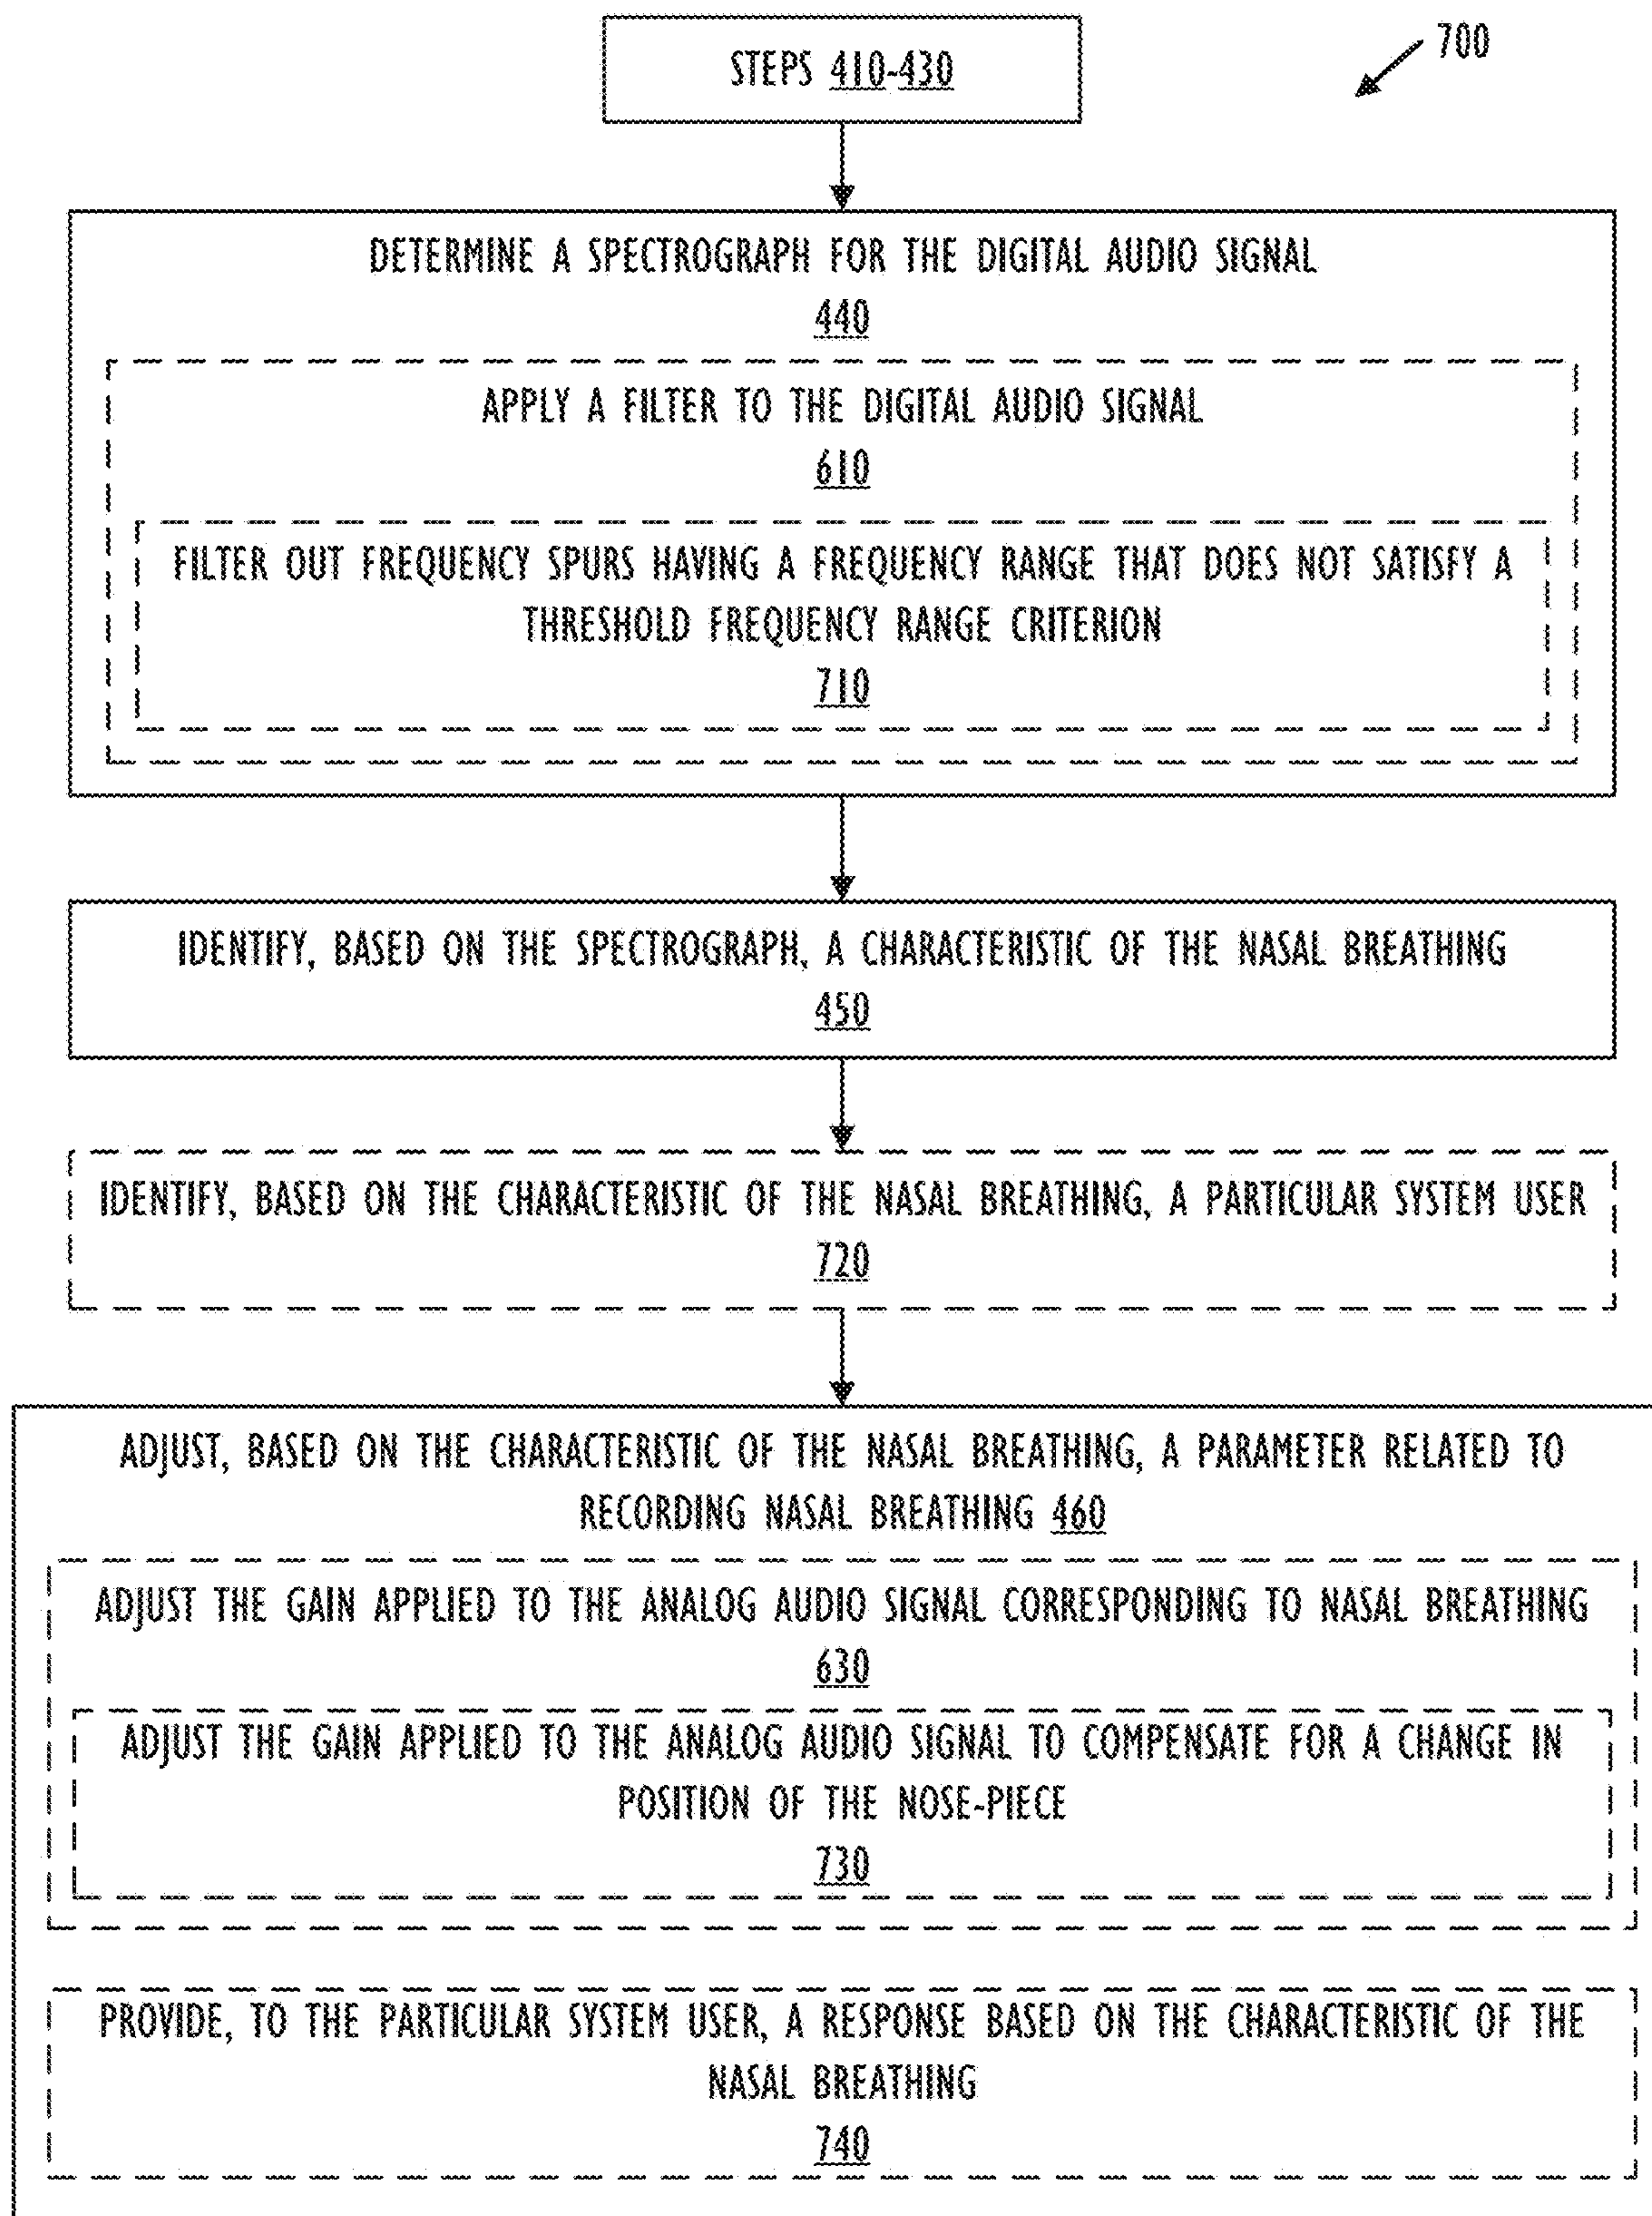 STEPS 410-430
700
DETERMINE A SPECTROGRAPH FOR THE DIGITAL AUDIO SIGNAL
440
APPLY A FILTER TO THE DIGITAL AUDIO SIGNAL
610
FILTER OUT FREQUENCY SPURS HAVING A FREQUENCY RANGE THAT DOES NOT SATISFY A
THRESHOLD FREQUENCY RANGE CRITERION
710
IDENTIFY, BASED ON THE SPECTROGRAPH, A CHARACTERISTIC OF THE NASAL BREATHING
450
IDENTIFY, BASED ON THE CHARACTERISTIC OF THE NASAL BREATHING, A PARTICULAR SYSTEM USER
720
ADJUST, BASED ON THE CHARACTERISTIC OF THE NASAL BREATHING, A PARAMETER RELATED TO
RECORDING NASAL BREATHING 460
ADJUST THE GAIN APPLIED TO THE ANALOG AUDIO SIGNAL CORRESPONDING TO NASAL BREATHING
630
ADJUST THE GAIN APPLIED TO THE ANALOG AUDIO SIGNAL TO COMPENSATE FOR A CHANGE IN
POSITION OF THE NOSE-PIECE
730
PROVIDE, TO THE PARTICULAR SYSTEM USER, A RESPONSE BASED ON THE CHARACTERISTIC OF THE
NASAL BREATHING
740